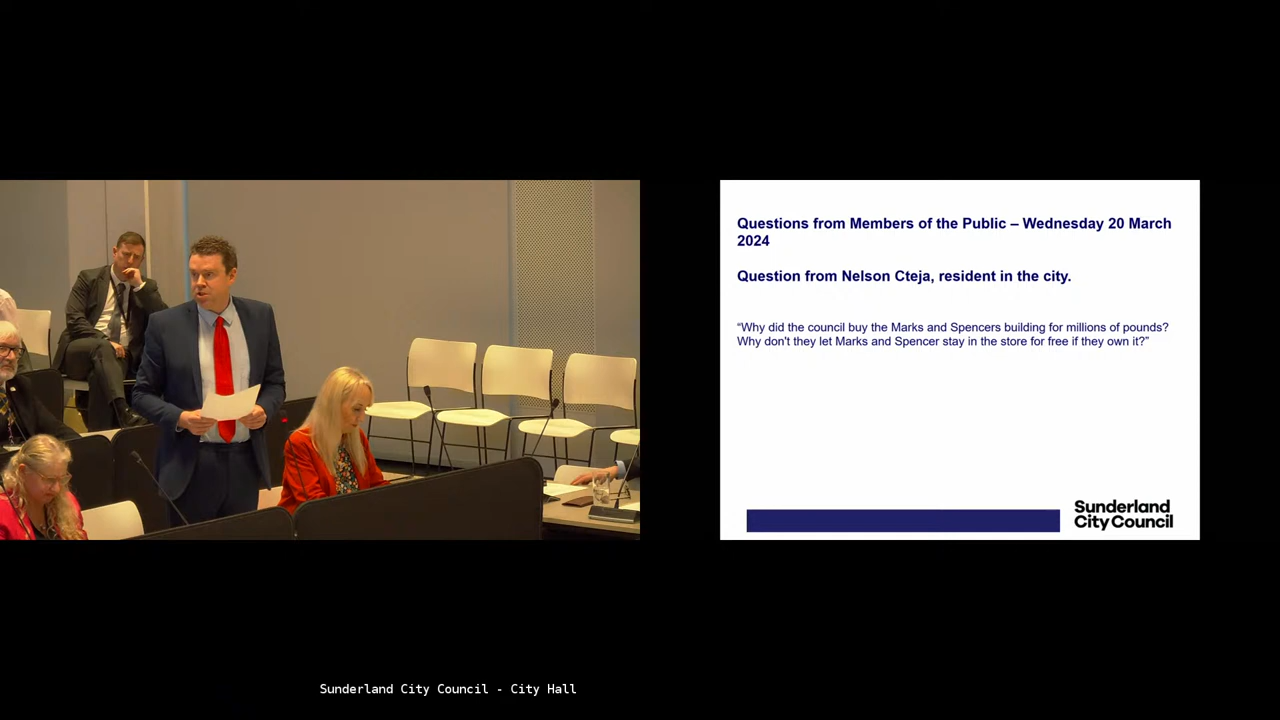 Questions from Members of the Public – Wednesday 20 March
2024
Question from Nelson Cteja, resident in the city.
“Why did the council buy the Marks and Spencers building for millions of pounds?
Why don't they let Marks and Spencer stay in the store for free if they own it?”
Sunderland
City Council
Sunderland City Council - City Hall